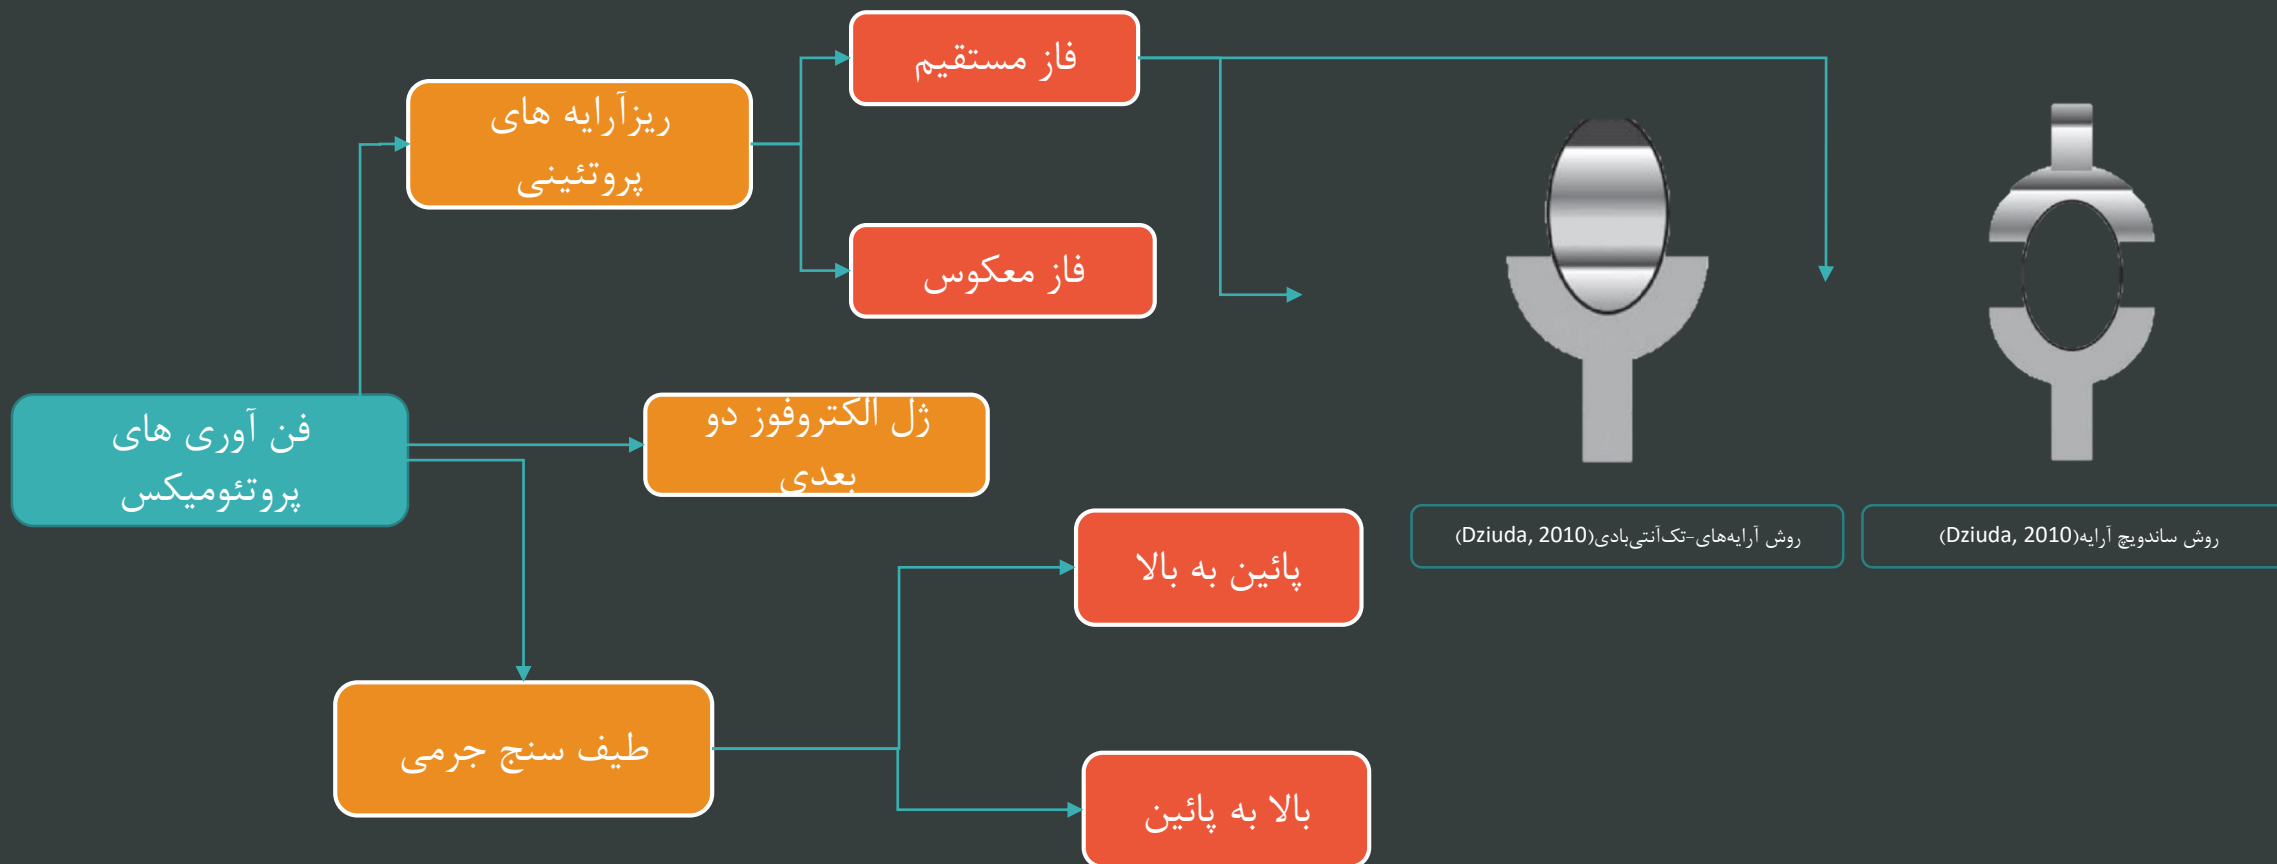 فاز مستقیم
ریزآرایه های
پروتئینی
فاز معکوس
ژل الکتروفوز دو
بعدی
فن آوری های
پروتئومیکس
پائین به بالا
طیف سنج جرمی
بالا به پائین
روش آرایه‌های-تک‌آنتی‌بادی(Dziuda, 2010)
روش ساندویچ آرایه(Dziuda, 2010)